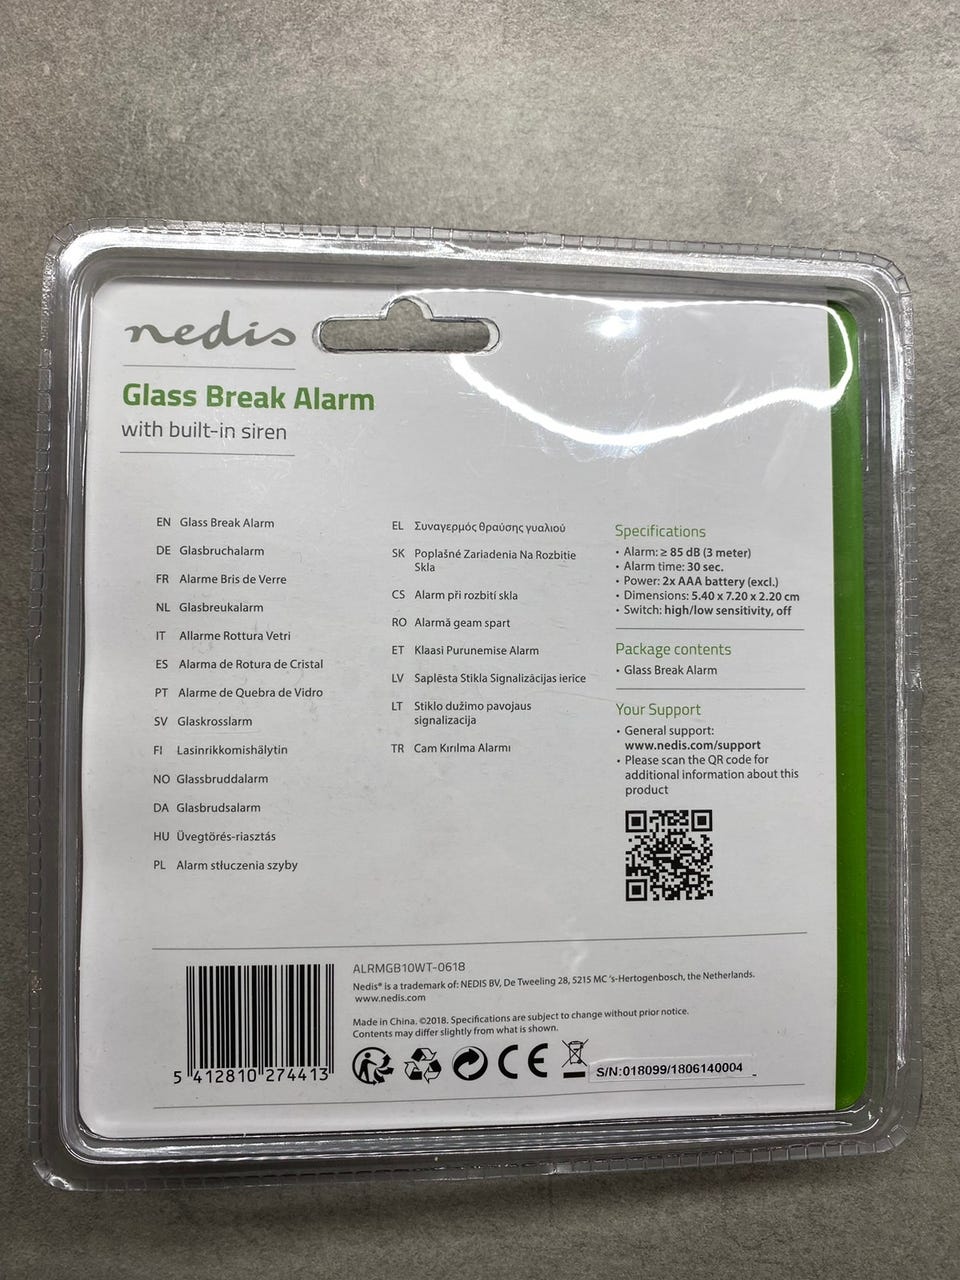 nedis
Glass Break Alarm
with built-in siren
EN Glass Break Alarm
DE Glasbruchalarm
FR Alarme Bris de Verre
NL Glasbreukalarm
IT Allarme Rottura Vetri
ES Alarma de Rotura de Cristal
PT Alarme de Quebra de Vidro
SV Glaskrosslarm
FI Lasinrikkomishälytin
NO Glassbruddalarm
DA Glasbrudsalarm
HU Üvegtörés-riasztás
PL Alarm stłuczenia szyby
EL Συναγερμός θραύσης γυαλιού
SK Poplašné Zariadenia Na Rozbitie
Skla
CS Alarm při rozbití skla
RO Alarmă geam spart
ET Klaasi Purunemise Alarm
LV Saplēsta Stikla Signalizācijas ierīce
LT Stiklo dužimo pavojaus
signalizacija
TR Cam Kırılma Alarmı
Specifications
• Alarm: ≥ 85 dB (3 meter)
• Alarm time: 30 sec.
• Power: 2x AAA battery (excl.)
• Dimensions: 5.40 x 7.20 x 2.20 cm
• Switch: high/low sensitivity, off
Package contents
• Glass Break Alarm
Your Support
• General support:
www.nedis.com/support
• Please scan the QR code for
additional information about this
product
5 412810 274413
ALRMGB10WT-0618
Nedis® is a trademark of: NEDIS BV, De Tweeling 28, 5215 MC 's-Hertogenbosch, the Netherlands.
www.nedis.com
Made in China. ©2018. Specifications are subject to change without prior notice.
Contents may differ slightly from what is shown.
CE
S/N:018099/1806140004